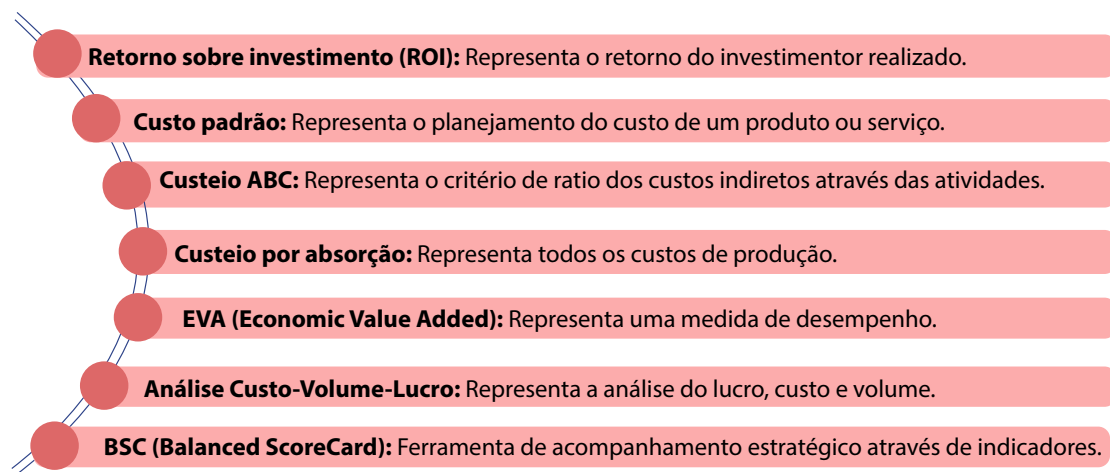 Retorno sobre investimento (ROI): Representa o retorno do investimentor realizado.
Custo padrão: Representa o planejamento do custo de um produto ou serviço.
Custeio ABC: Representa o critério de ratio dos custos indiretos através das atividades.
Custeio por absorção: Representa todos os custos de produção.
EVA (Economic Value Added): Representa uma medida de desempenho.
Análise Custo-Volume-Lucro: Representa a análise do lucro, custo e volume.
BSC (Balanced ScoreCard): Ferramenta de acompanhamento estratégico através de indicadores.